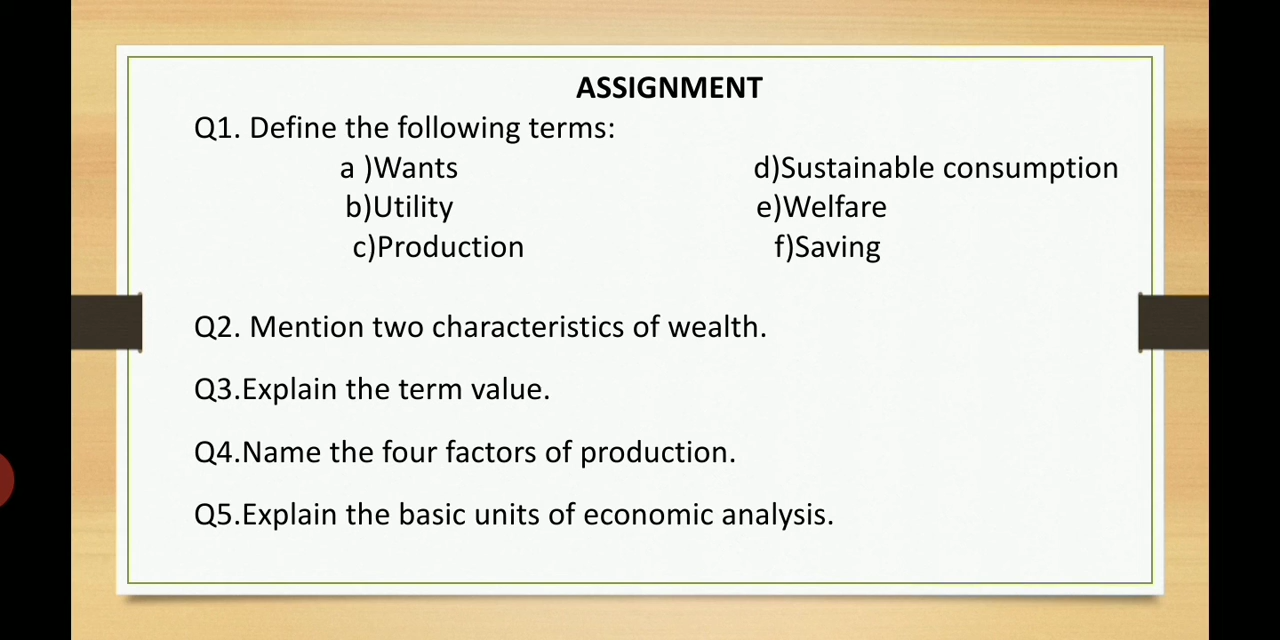 ASSIGNMENT
Q1. Define the following terms:
a )Wants d)Sustainable consumption
b)Utility e)Welfare
c)Production f)Saving
Q2. Mention two characteristics of wealth.
Q3.Explain the term value.
Q4.Name the four factors of production.
Q5.Explain the basic units of economic analysis.